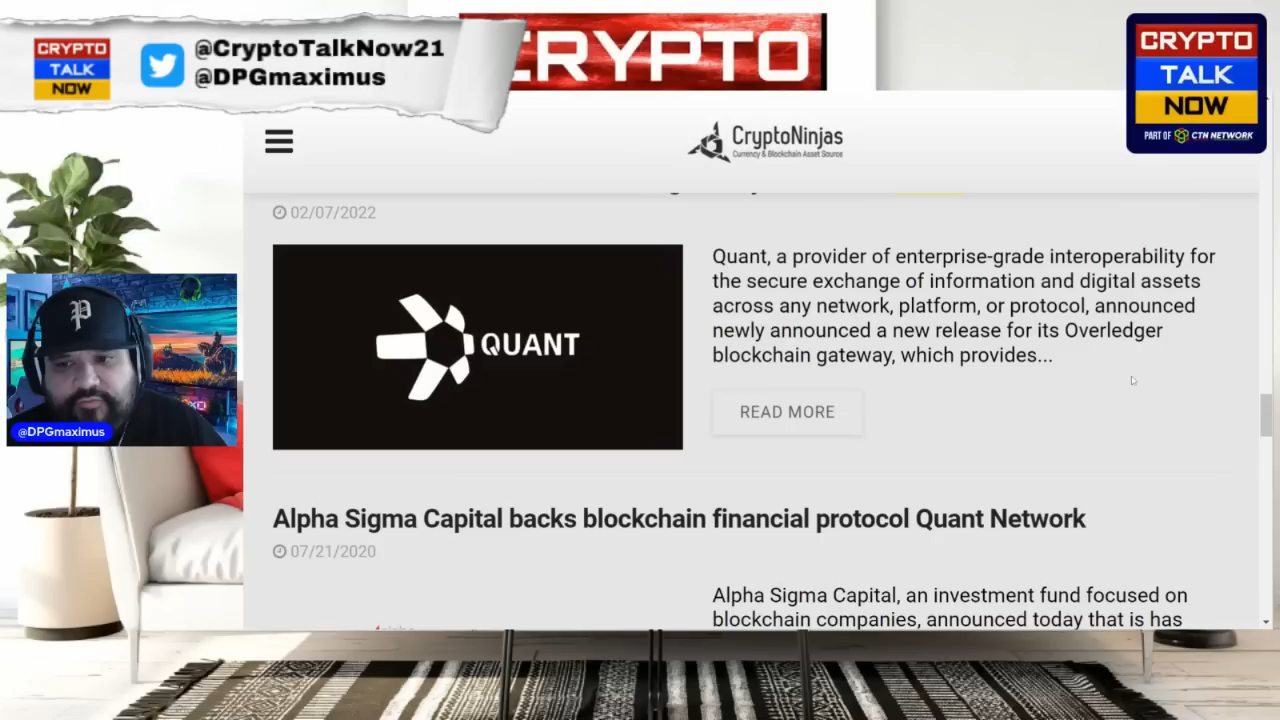 CRYPTO
TALK
NOW
@CryptoTalkNow21
@DPGmaximus
CRYPTO
CRYPTO
TALK
NOW
PART OF CTN NETWORK
CryptoNinjas
Currency & Blockchain Asset Source
02/07/2022
QUANT
Quant, a provider of enterprise-grade interoperability for
the secure exchange of information and digital assets
across any network, platform, or protocol, announced
newly announced a new release for its Overledger
blockchain gateway, which provides...
READ MORE
@DPGmaximus
Alpha Sigma Capital backs blockchain financial protocol Quant Network
07/21/2020
Alpha Sigma Capital, an investment fund focused on
blockchain companies, announced today that is has